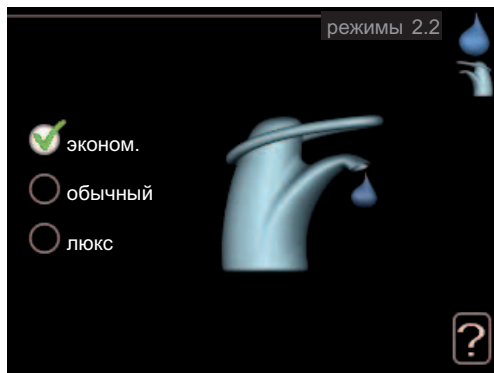 режимы 2.2
эконом.
обычный
люкс
?